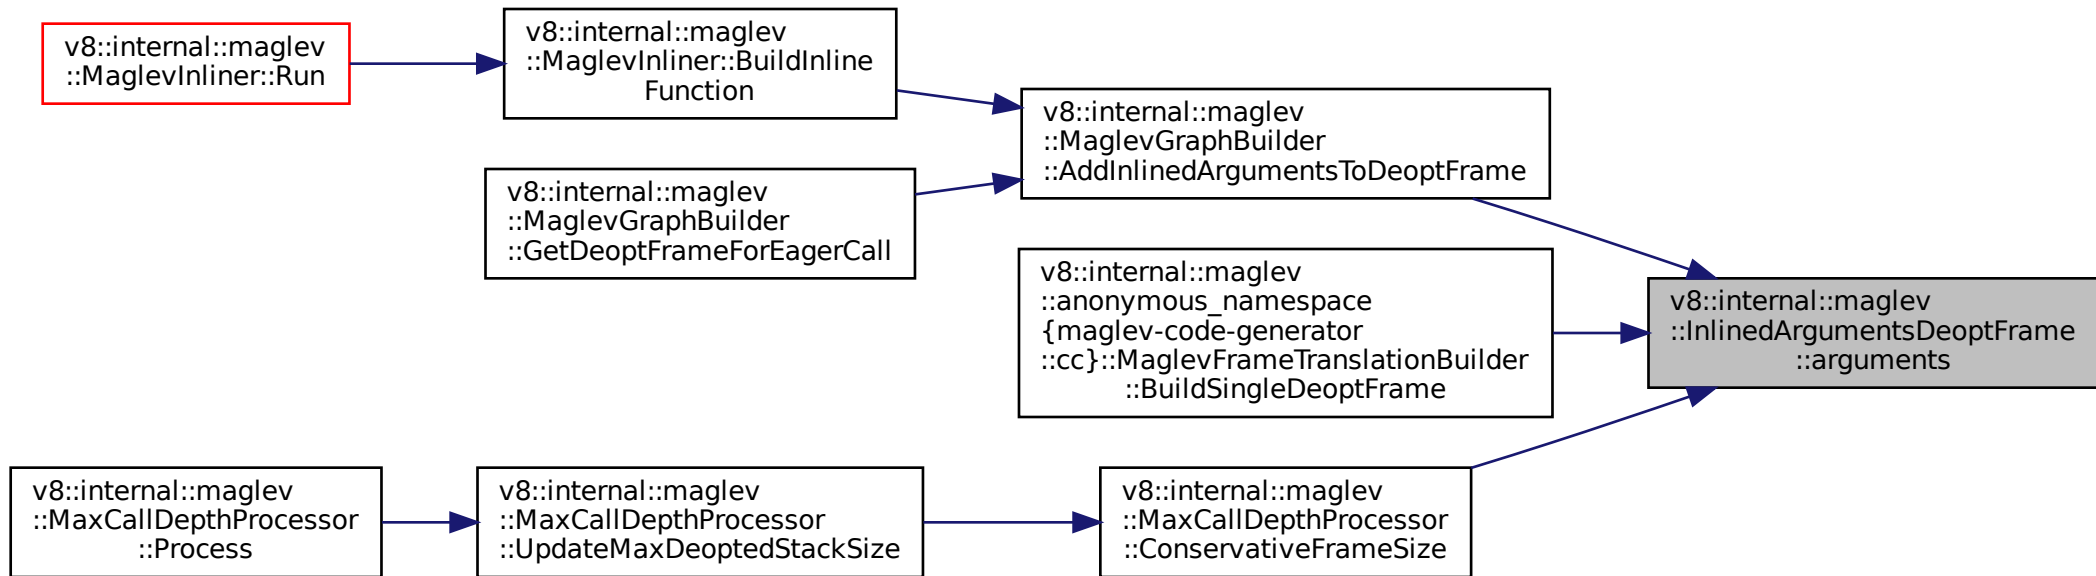 v8::internal::maglev
::MaglevInliner::Run
v8::internal::maglev
::MaglevInliner::BuildInline
Function
v8::internal::maglev
::MaglevGraphBuilder
::AddInlinedArgumentsToDeoptFrame
v8::internal::maglev
::MaglevGraphBuilder
::GetDeoptFrameForEagerCall
v8::internal::maglev
::anonymous_namespace
{maglev-code-generator
::cc}::MaglevFrameTranslationBuilder
::BuildSingleDeoptFrame
v8::internal::maglev
::InlinedArgumentsDeoptFrame
::arguments
v8::internal::maglev
::MaxCallDepthProcessor
::Process
v8::internal::maglev
::MaxCallDepthProcessor
::UpdateMaxDeoptedStackSize
v8::internal::maglev
::MaxCallDepthProcessor
::ConservativeFrameSize